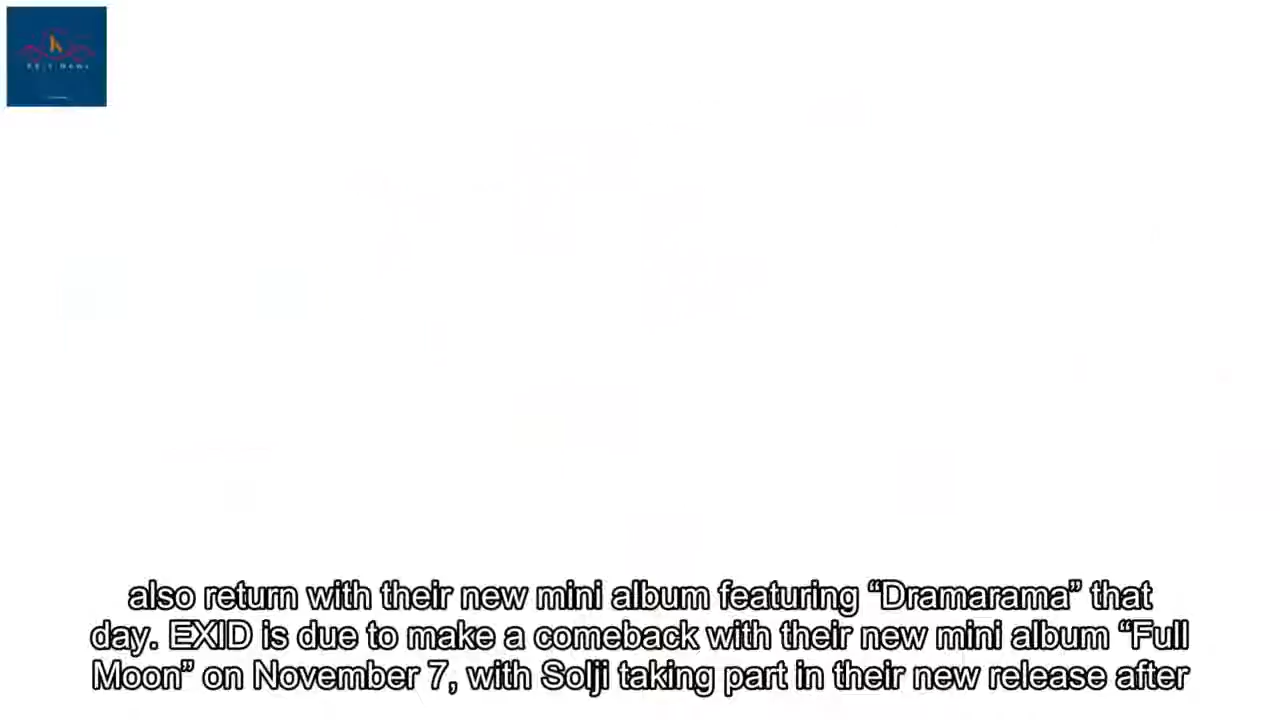 also return with their new mini album featuring “Dramarama” that
day. EXID is due to make a comeback with their new mini album “Full
Moon” on November 7, with Solji taking part in their new release after